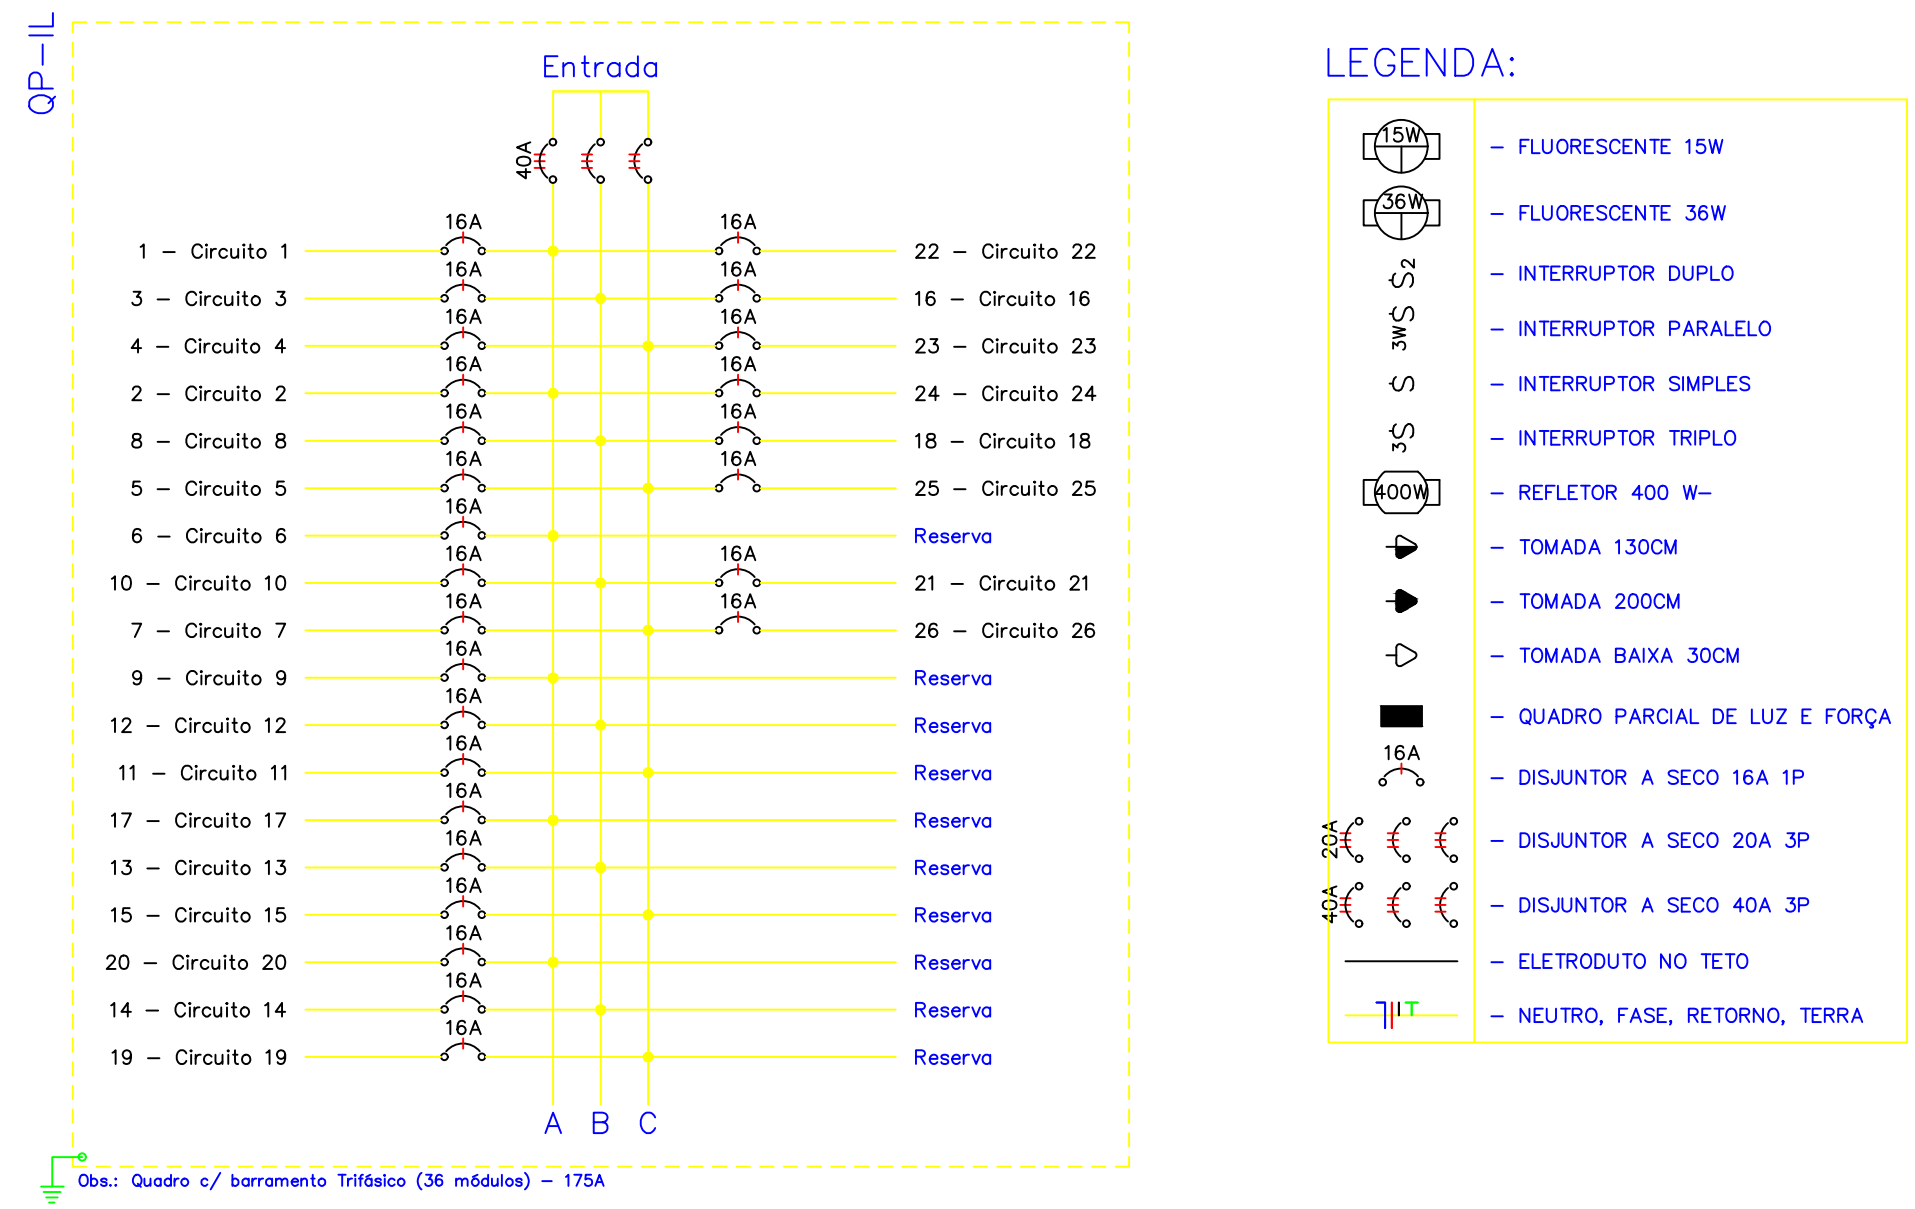 QP-IL
Entrada
40A
16A 16A
1 - Circuito 1 22 - Circuito 22
16A 16A
3 - Circuito 3 16 - Circuito 16
16A 16A
4 - Circuito 4 23 - Circuito 23
16A 16A
2 - Circuito 2 24 - Circuito 24
16A 16A
8 - Circuito 8 18 - Circuito 18
16A 16A
5 - Circuito 5 25 - Circuito 25
16A
6 - Circuito 6 Reserva
16A 16A
10 - Circuito 10 21 - Circuito 21
16A 16A
7 - Circuito 7 26 - Circuito 26
16A
9 - Circuito 9 Reserva
16A
12 - Circuito 12 Reserva
16A
11 - Circuito 11 Reserva
16A
17 - Circuito 17 Reserva
16A
13 - Circuito 13 Reserva
16A
15 - Circuito 15 Reserva
16A
20 - Circuito 20 Reserva
16A
14 - Circuito 14 Reserva
16A
19 - Circuito 19 Reserva
A B C
Obs.: Quadro c/ barramento Trifásico (36 módulos) - 175A
LEGENDA:
15W - FLUORESCENTE 15W
36W - FLUORESCENTE 36W
S2 - INTERRUPTOR DUPLO
3WS - INTERRUPTOR PARALELO
S - INTERRUPTOR SIMPLES
3S - INTERRUPTOR TRIPLO
400W - REFLETOR 400 W-
- TOMADA 130CM
- TOMADA 200CM
- TOMADA BAIXA 30CM
- QUADRO PARCIAL DE LUZ E FORÇA
16A - DISJUNTOR A SECO 16A 1P
20A - DISJUNTOR A SECO 20A 3P
40A - DISJUNTOR A SECO 40A 3P
- ELETRODUTO NO TETO
T - NEUTRO, FASE, RETORNO, TERRA